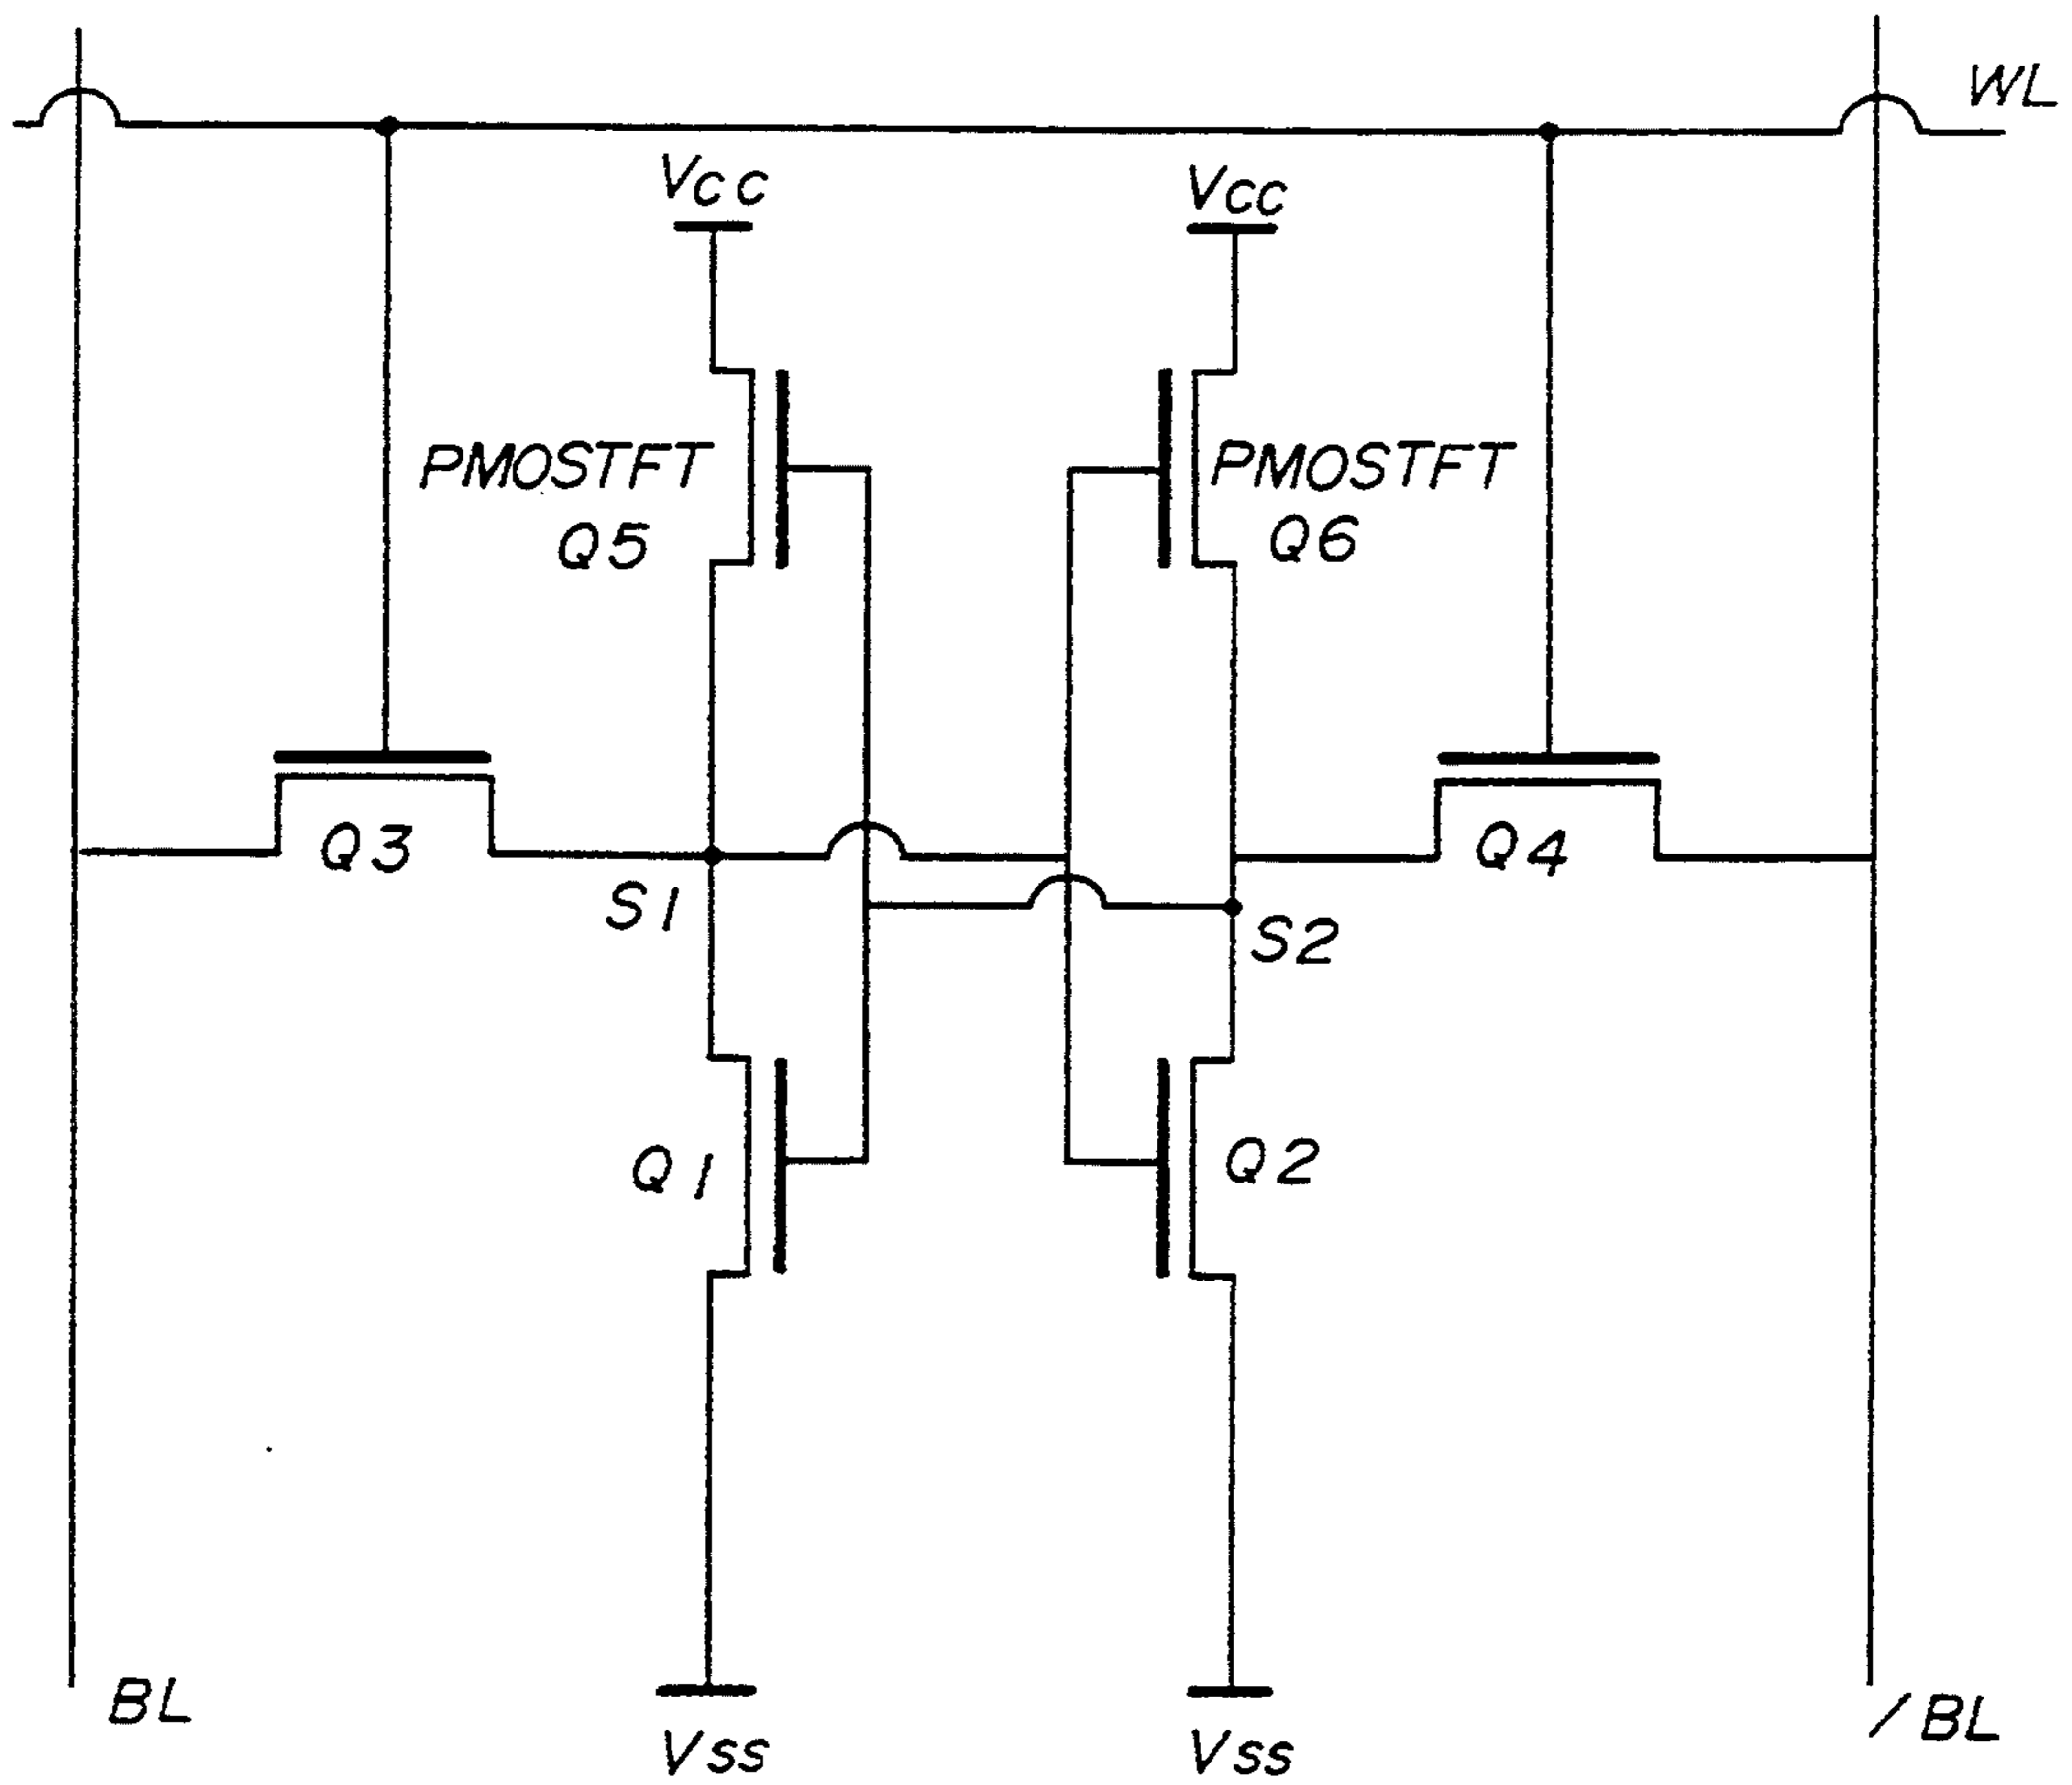 WL
Vcc
Vcc
PMOSTFT
Q5
PMOSTFT
Q6
Q3
Q4
S1
S2
Q1
Q2
BL
/BL
Vss
Vss